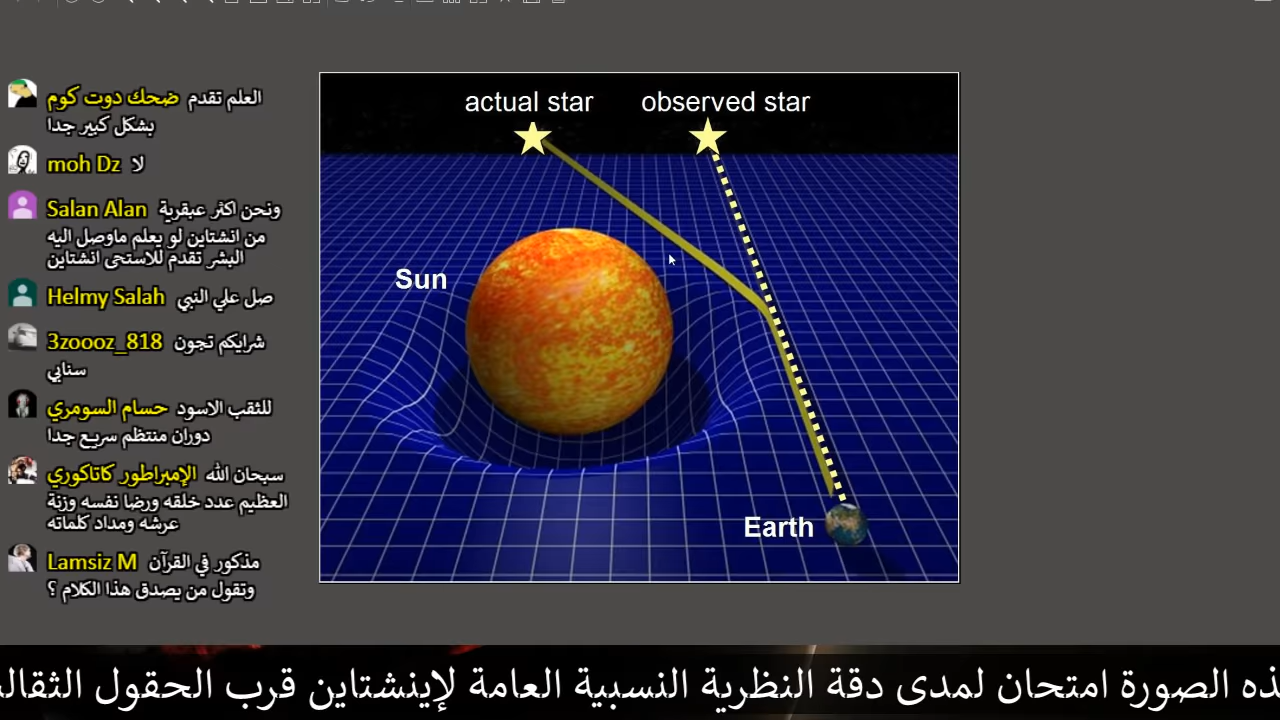 ضحك دوت كوم العلم تقدم
بشكل كبير جدا
moh Dz لا
Salan Alan ونحن اكثر عبقرية
من انشتاين لو يعلم ماوصل اليه
البشر تقدم للاستحى انشتاين
Helmy Salah صل علي النبي
3zoooz_818 شرايكم تجون
سنابي
حسام السومري للثقب الاسود
دوران منتظم سريع جدا
الإمبراطور كاتاكوري سبحان الله
العظيم عدد خلقه ورضا نفسه وزنة
عرشه ومداد كلماته
Lamsiz M مذكور في القرآن
وتقول من يصدق هذا الكلام ؟
actual star observed star
Sun
Earth
الصورة امتحان لمدى دقة النظرية النسبية العامة لإينشتاين قرب الحقول